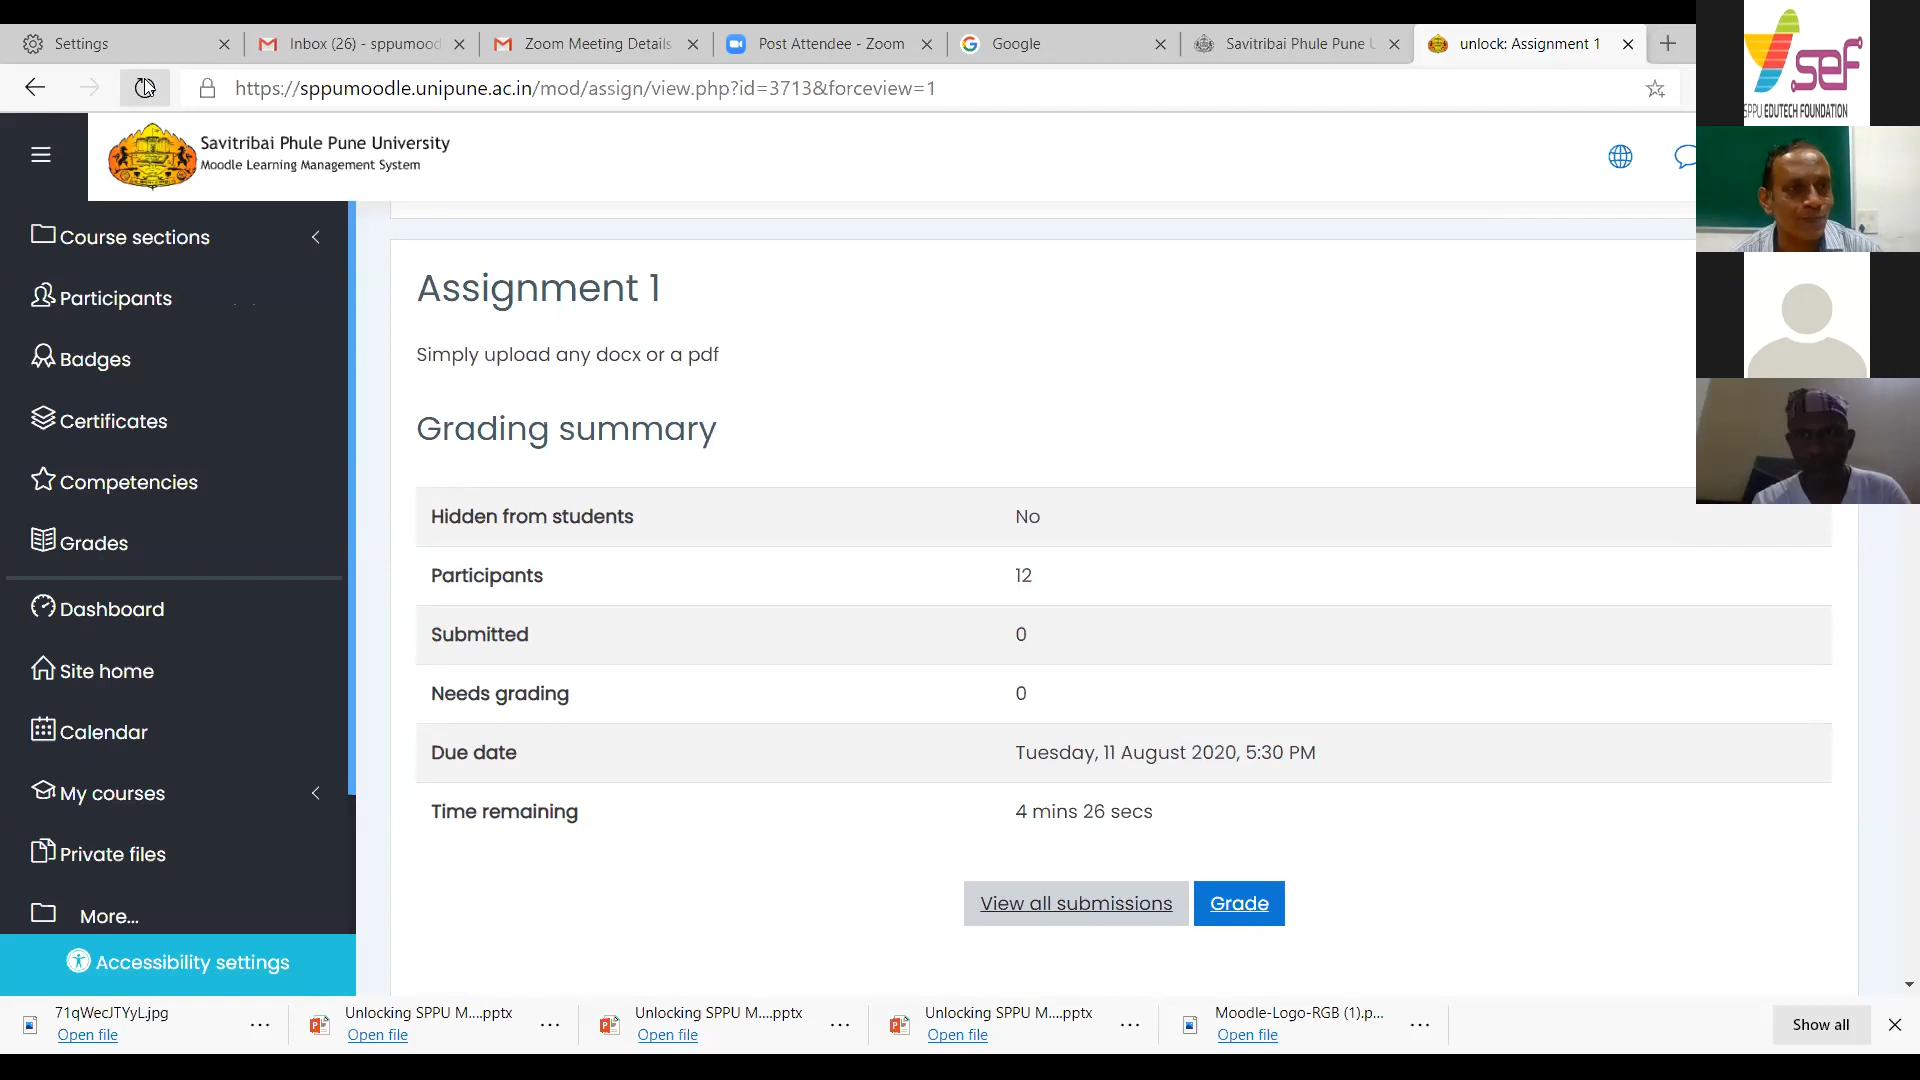 Settings
Inbox (26) - sppumood
Zoom Meeting Details
Post Attendee - Zoom
Google
Savitribai Phule Pune U
unlock: Assignment 1
https://sppumoodle.unipune.ac.in/mod/assign/view.php?id=3713&forceview=1
sef
SPPU EDUTECH FOUNDATION
Savitribai Phule Pune University
Moodle Learning Management System
Course sections
Participants
Badges
Certificates
Competencies
Grades
Dashboard
Site home
Calendar
My courses
Private files
More...
Accessibility settings
Assignment 1
Simply upload any docx or a pdf
Grading summary
Hidden from students No
Participants 12
Submitted 0
Needs grading 0
Due date Tuesday, 11 August 2020, 5:30 PM
Time remaining 4 mins 26 secs
View all submissions Grade
71qWecJTYyL.jpg
Open file
Unlocking SPPU M....pptx
Open file
Unlocking SPPU M....pptx
Open file
Unlocking SPPU M....pptx
Open file
Moodle-Logo-RGB (1).p...
Open file
Show all